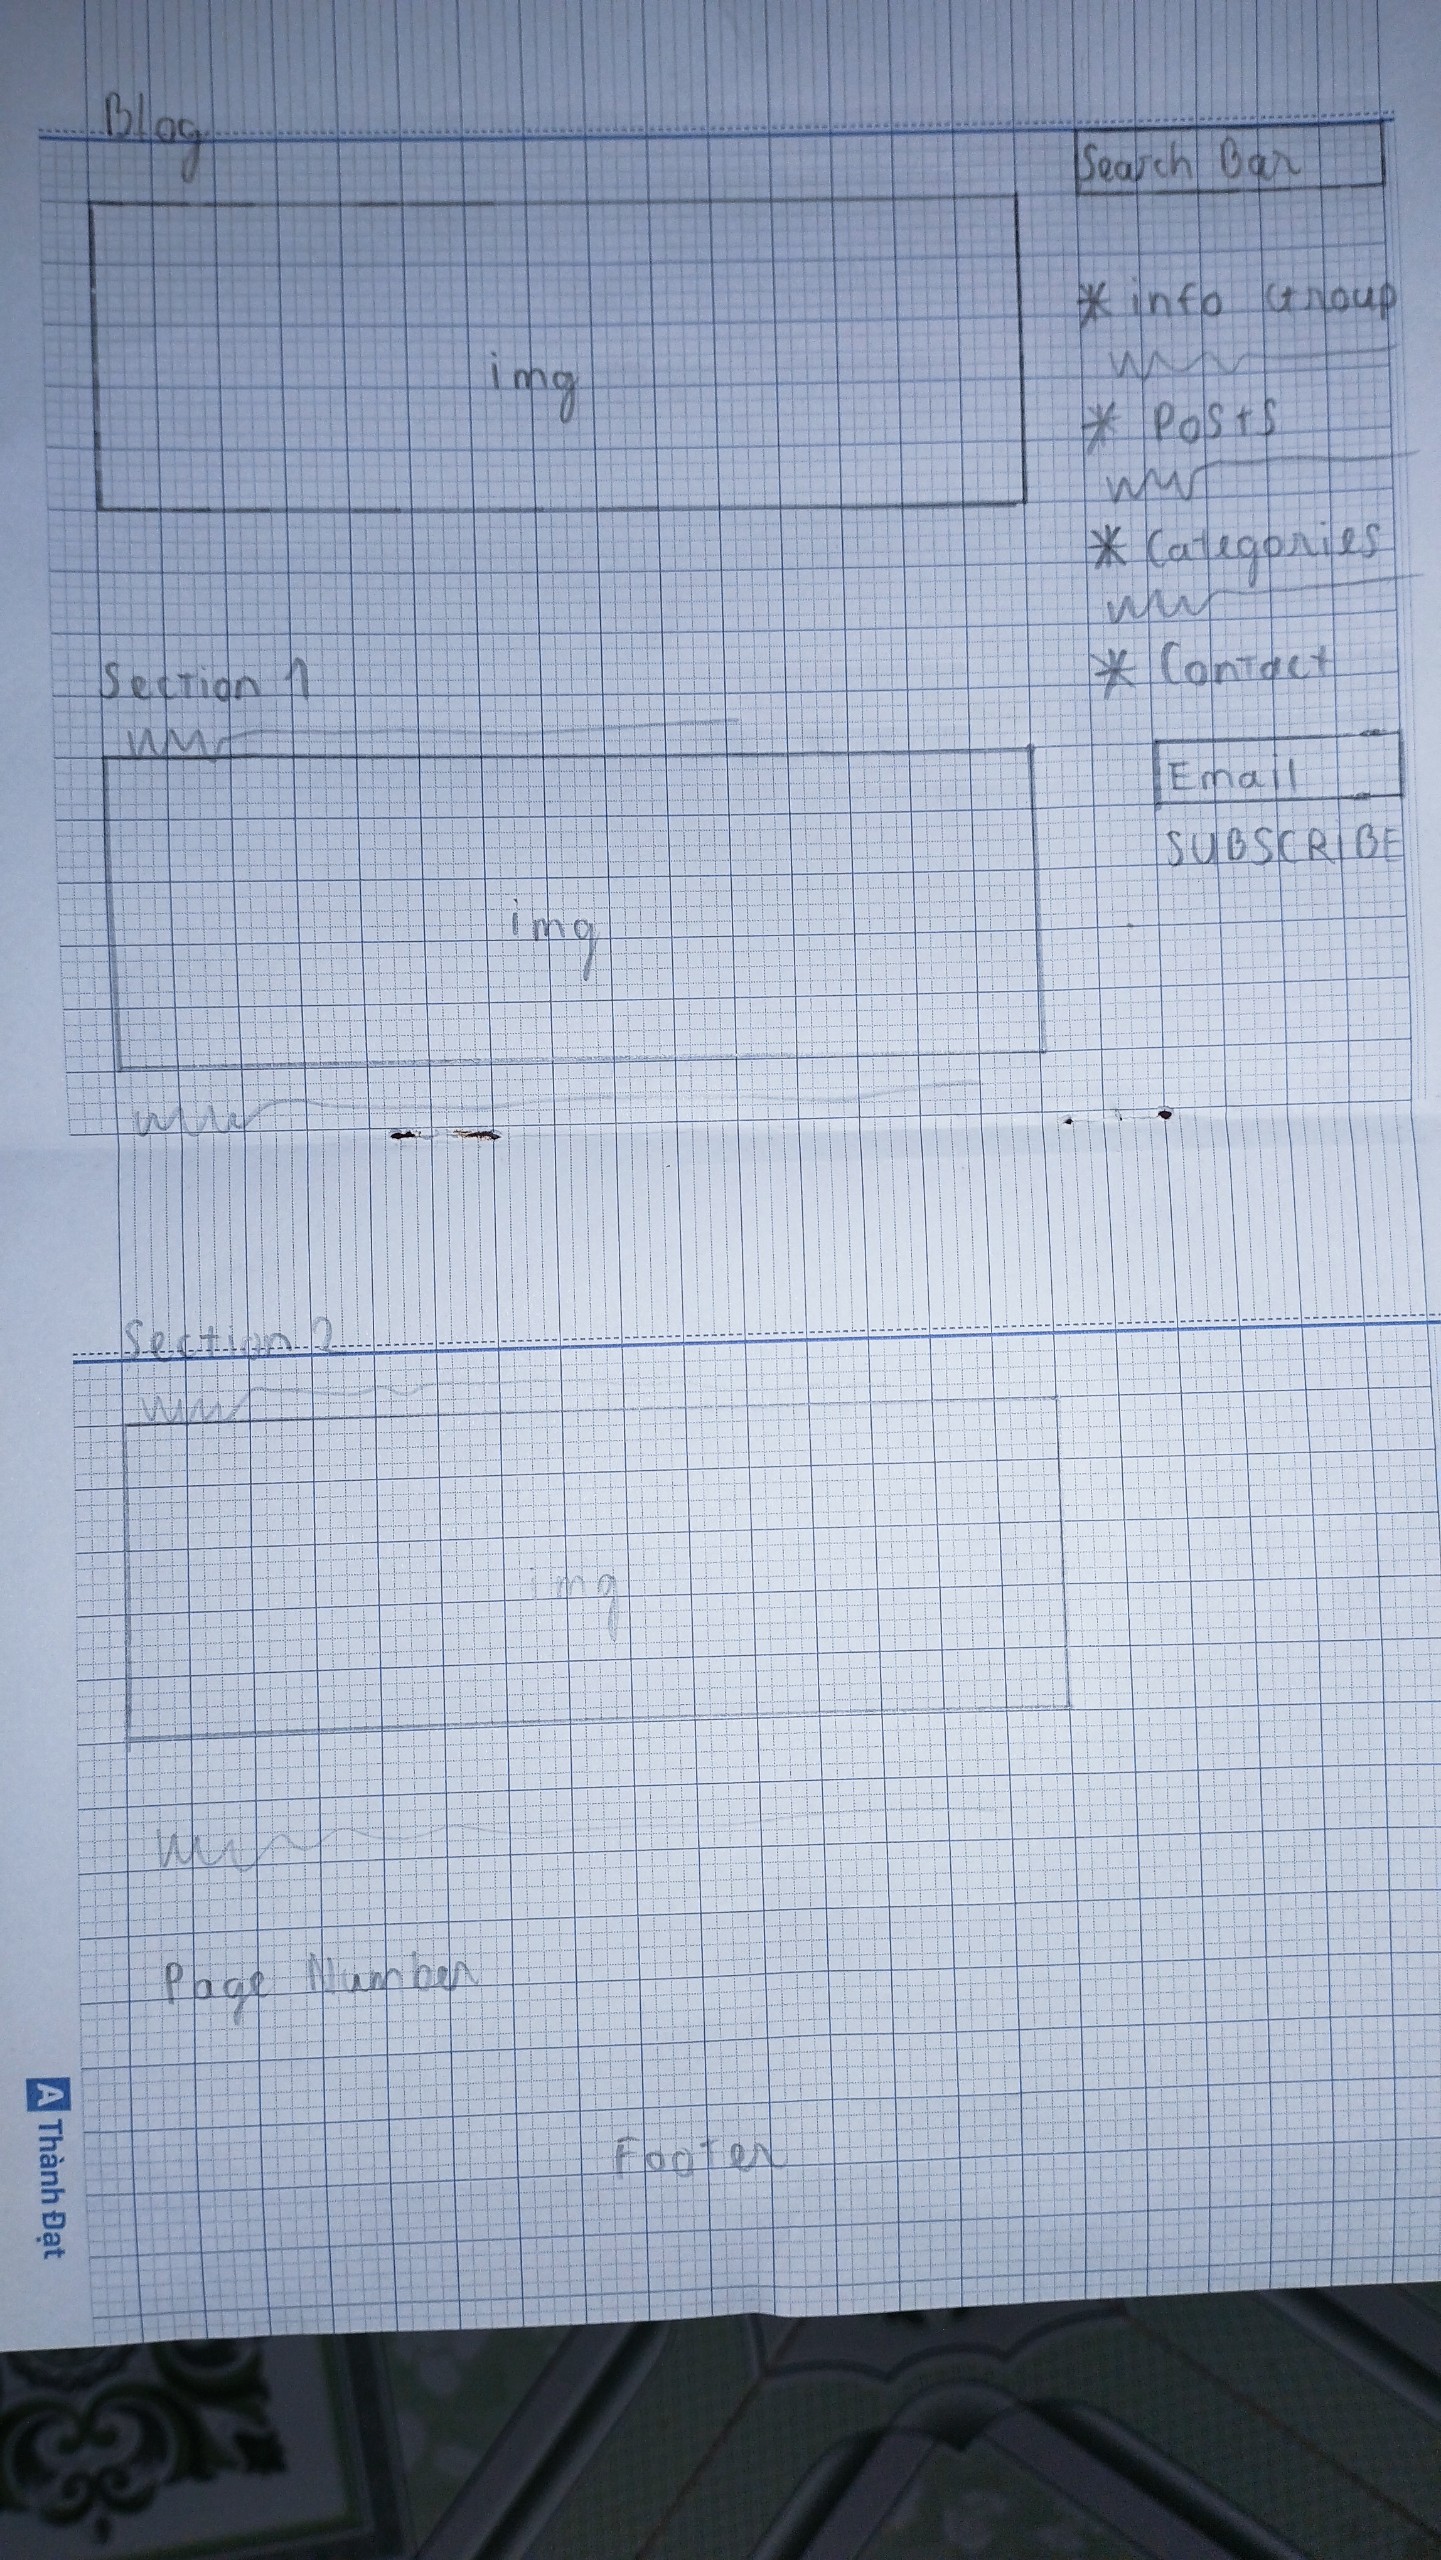 Blog
Search Bar
img
* info Group
* Posts
* Categories
* Contact
Section 1
Email
SUBSCRIBE
img
Section 2
img
Page Number
Footer
A Thành Đạt